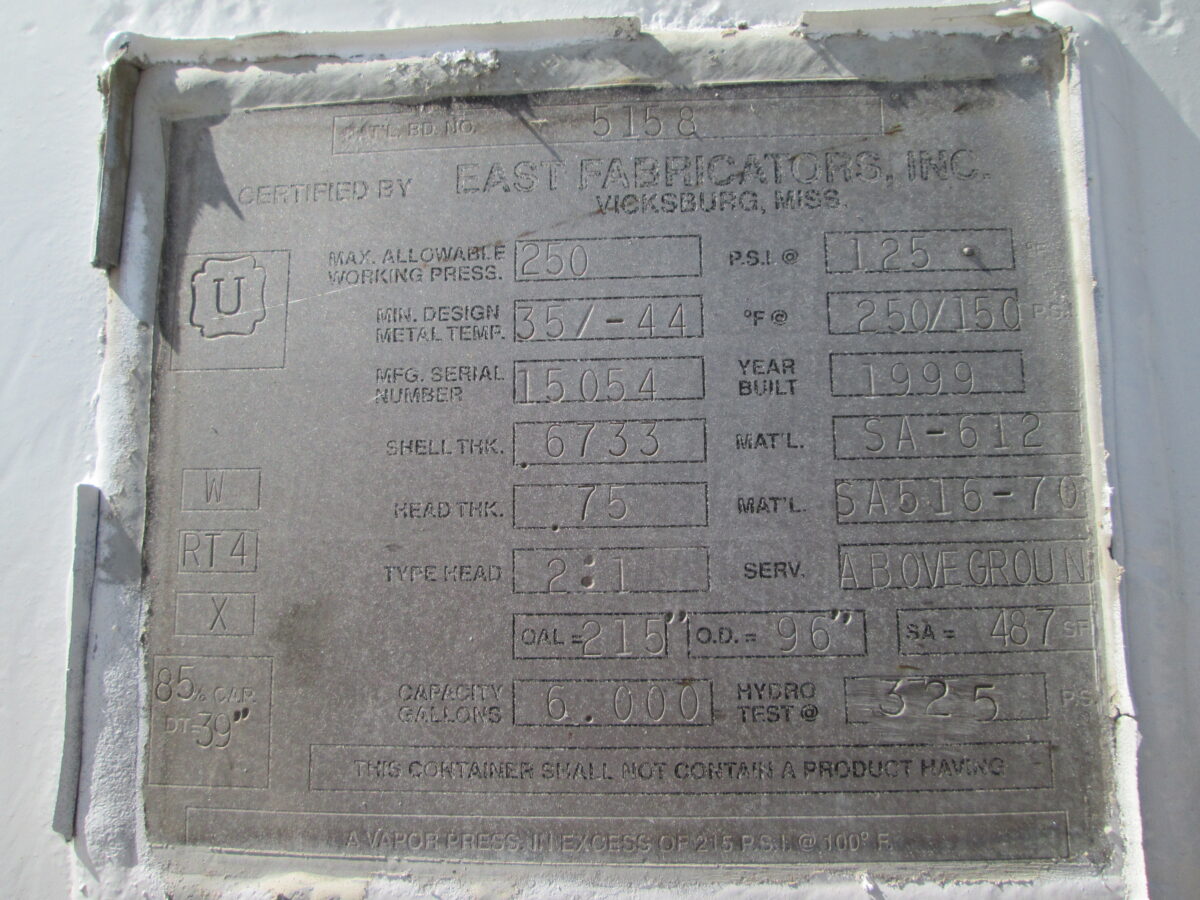 NAT'L. BD. NO. 5158
CERTIFIED BY EAST FABRICATORS, INC.
VICKSBURG, MISS.
U
MAX. ALLOWABLE WORKING PRESS. 250 P.S.I. @ 125 °F
MIN. DESIGN METAL TEMP. 35/-44 °F @ 250/150 P.S.I.
MFG. SERIAL NUMBER 15054 YEAR BUILT 1999
SHELL THK. .6733 MAT'L. SA-612
W
HEAD THK. .75 MAT'L. SA516-70
RT4
TYPE HEAD 2:1 SERV. ABOVEGROUN
X
OAL = 215" O.D. = 96" SA = 487 SF
85% CAP.
DT= 39"
CAPACITY GALLONS 6.000 HYDRO TEST @ 325 P.S.
THIS CONTAINER SHALL NOT CONTAIN A PRODUCT HAVING
A VAPOR PRESS. IN EXCESS OF 215 P.S.I. @ 100° F.